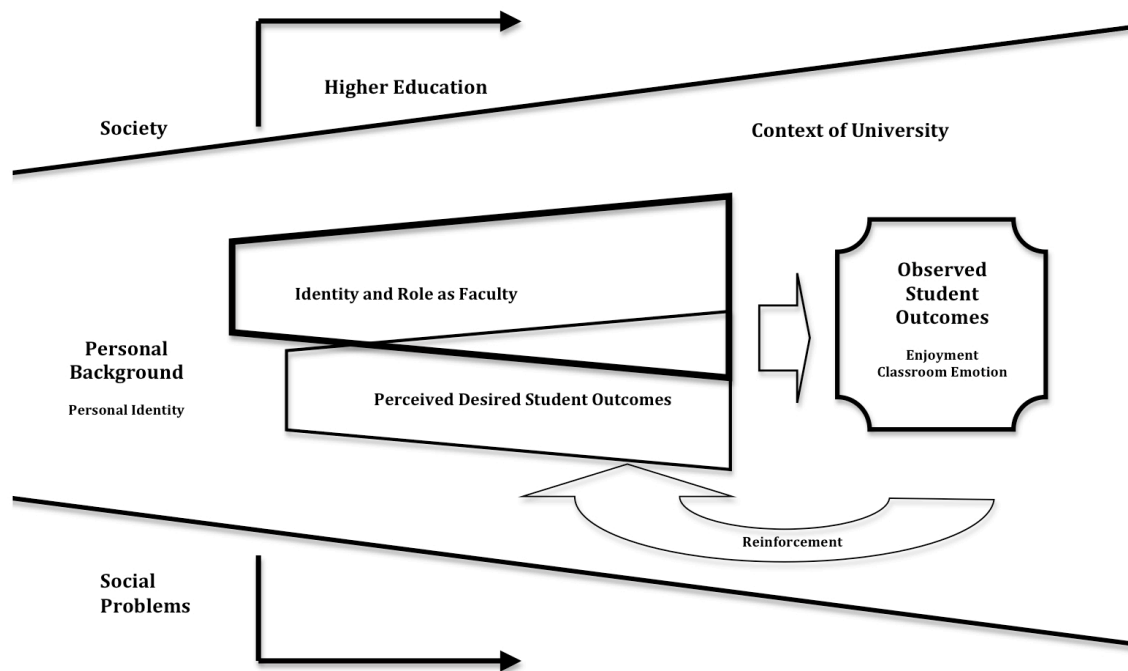 Higher Education
Society
Context of University
Identity and Role as Faculty
Observed
Student
Outcomes
Enjoyment
Classroom Emotion
Personal
Background
Personal Identity
Perceived Desired Student Outcomes
Reinforcement
Social
Problems